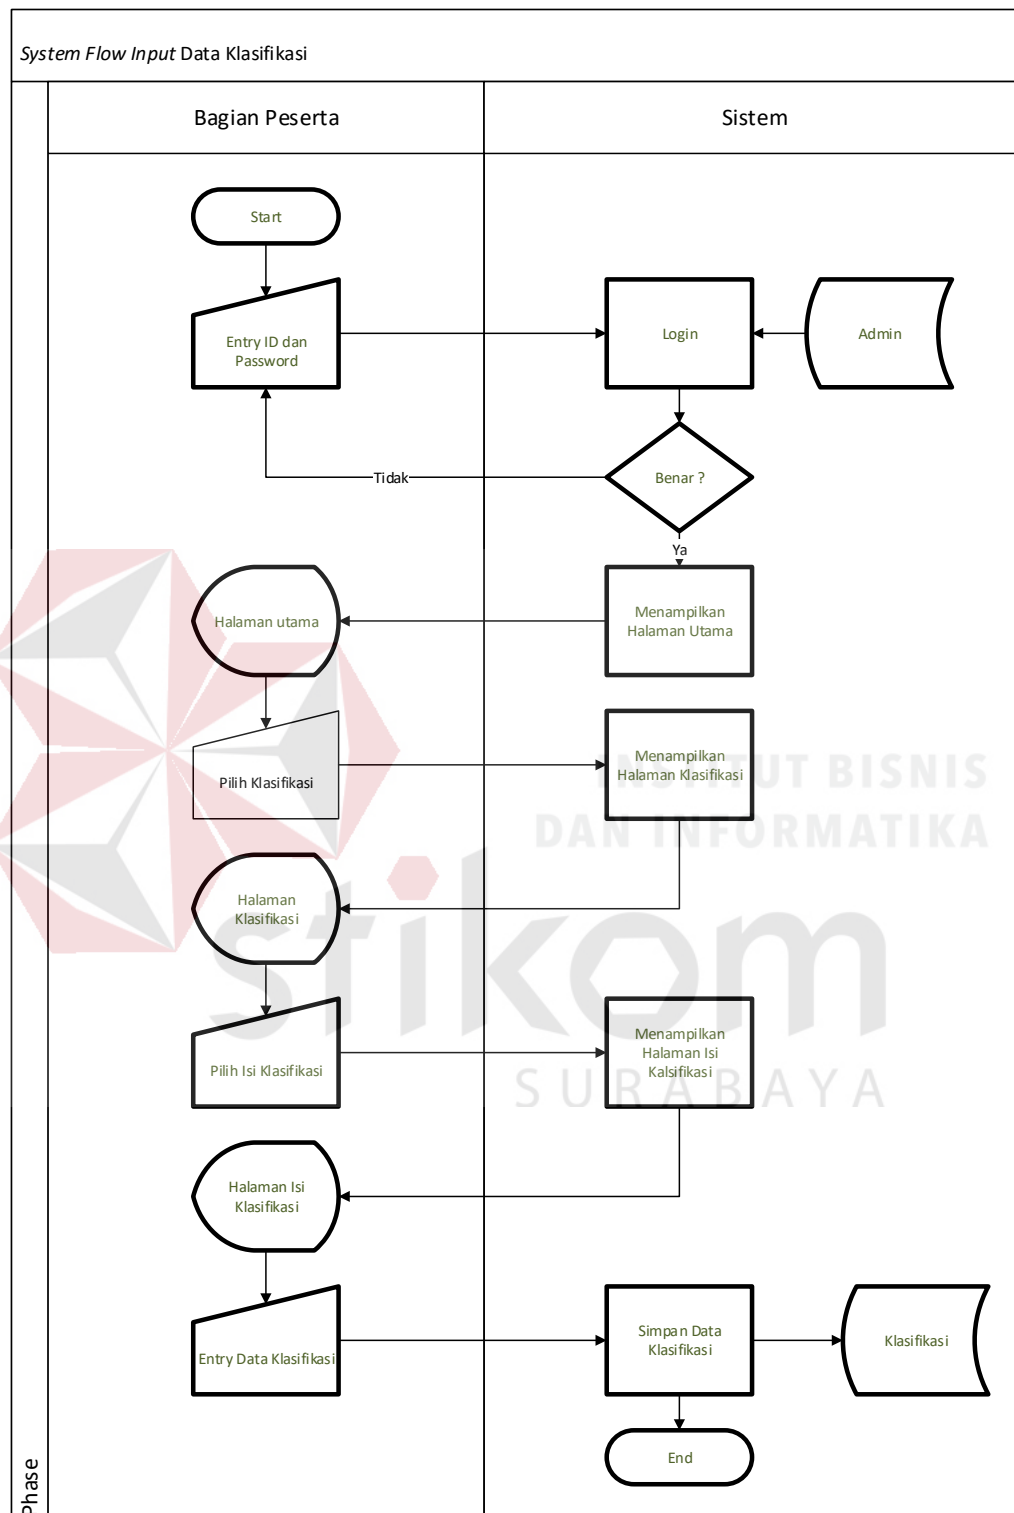 System Flow Input Data Klasifikasi
Bagian Peserta
Sistem
Start
Entry ID dan
Password
Login
Admin
Benar ?
Tidak
Ya
Halaman utama
Menampilkan
Halaman Utama
Pilih Klasifikasi
Menampilkan
Halaman Klasifikasi
INSTITUT BISNIS
DAN INFORMATIKA
Halaman
Klasifikasi
stikom
SURABAYA
Pilih Isi Klasifikasi
Menampilkan
Halaman Isi
Kalsifikasi
Halaman Isi
Klasifikasi
Entry Data Klasifikasi
Simpan Data
Klasifikasi
Klasifikasi
End
Phase